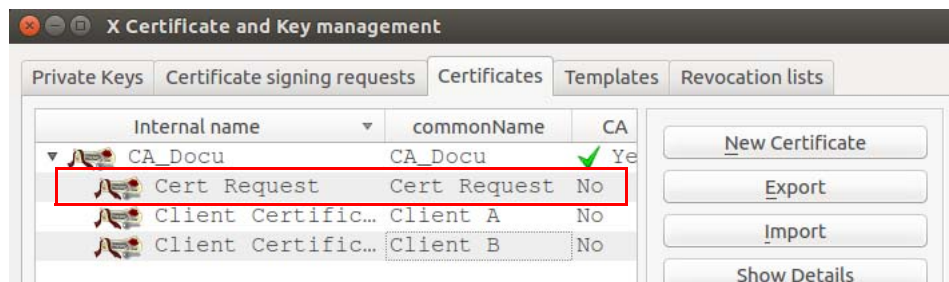 X Certificate and Key management
Private Keys Certificate signing requests Certificates Templates Revocation lists
Internal name commonName CA
CA_Docu CA_Docu Ye
Cert Request Cert Request No
Client Certific... Client A No
Client Certific... Client B No
New Certificate
Export
Import
Show Details